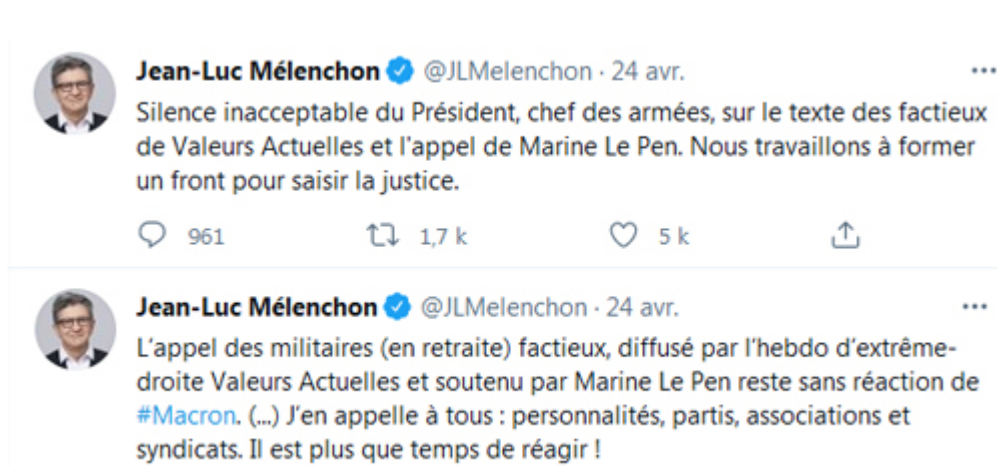 Jean-Luc Mélenchon @JLMelenchon · 24 avr.
Silence inacceptable du Président, chef des armées, sur le texte des factieux
de Valeurs Actuelles et l'appel de Marine Le Pen. Nous travaillons à former
un front pour saisir la justice.
961 1,7 k 5 k
Jean-Luc Mélenchon @JLMelenchon · 24 avr.
L'appel des militaires (en retraite) factieux, diffusé par l'hebdo d'extrême-
droite Valeurs Actuelles et soutenu par Marine Le Pen reste sans réaction de
#Macron. (...) J'en appelle à tous : personnalités, partis, associations et
syndicats. Il est plus que temps de réagir !